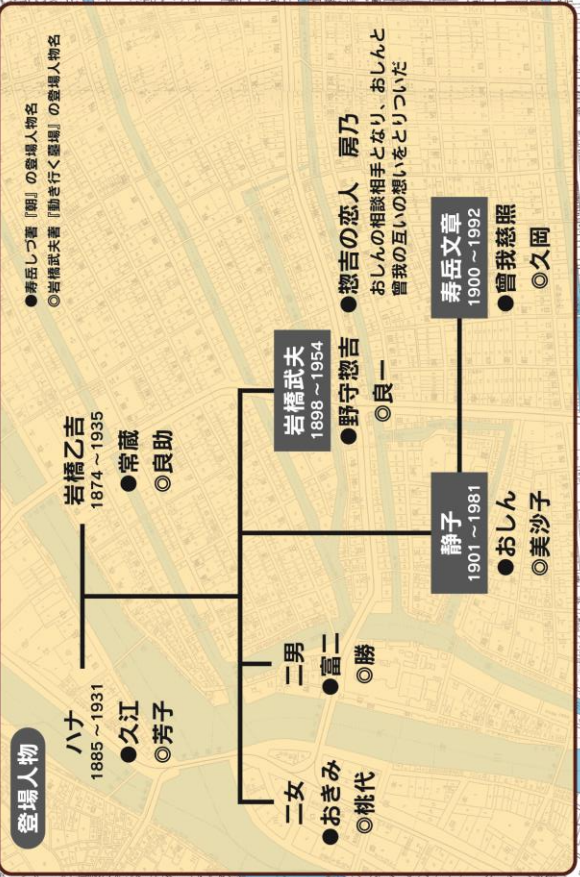 登場人物
●寿岳しづ著『朝』の登場人物名
◎岩橋武夫著『動き行く墓場』の登場人物名
ハナ
1885～1931
●久江
◎芳子
岩橋乙吉
1874～1935
●常蔵
◎良助
二女
●おきみ
◎桃代
二男
●富二
◎勝
静子
1901～1981
●おしん
◎美沙子
岩橋武夫
1898～1954
●野守惣吉
◎良一
●惣吉の恋人　房乃
おしんの相談相手となり、おしんと
曾我の互いの想いをとりついだ
寿岳文章
1900～1992
●曾我慈照
◎久岡